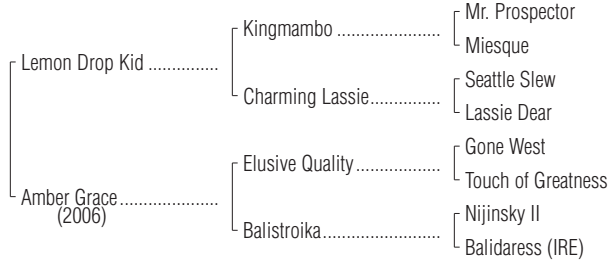 Mr. Prospector
Kingmambo ..................
Miesque
Lemon Drop Kid ...............
Seattle Slew
Charming Lassie...............
Lassie Dear
Gone West
Elusive Quality .................
Touch of Greatness
Amber Grace.....................
(2006)
Nijinsky II
Balistroika.........................
Balidaress (IRE)